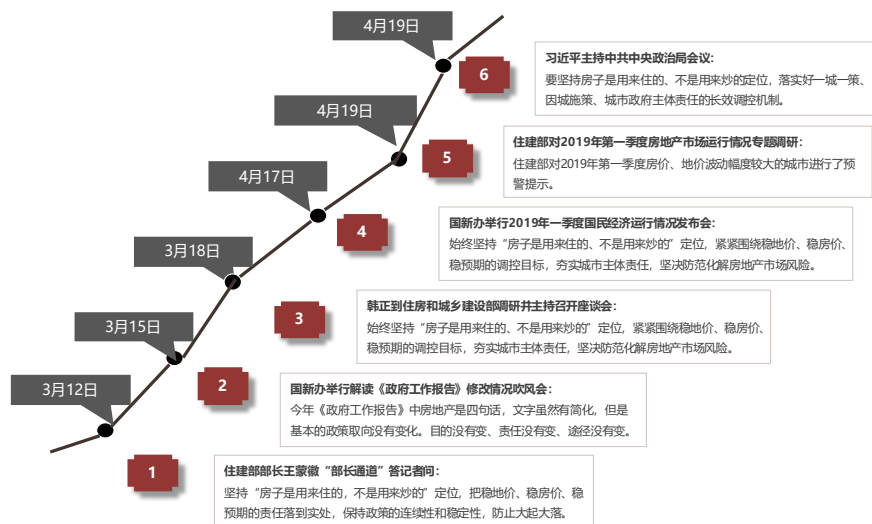 4月19日
6
习近平主持中共中央政治局会议：
要坚持房子是用来住的、不是用来炒的定位，落实好一城一策、
因城施策、城市政府主体责任的长效调控机制。
4月19日
5
住建部对2019年第一季度房地产市场运行情况专题调研：
住建部对2019年第一季度房价、地价波动幅度较大的城市进行了预
警提示。
4月17日
4
国新办举行2019年一季度国民经济运行情况发布会：
始终坚持“房子是用来住的、不是用来炒的”定位，紧紧围绕稳地价、稳房价、
稳预期的调控目标，夯实城市主体责任，坚决防范化解房地产市场风险。
3月18日
3
韩正到住房和城乡建设部调研并主持召开座谈会：
始终坚持“房子是用来住的、不是用来炒的”定位，紧紧围绕稳地价、稳房价、
稳预期的调控目标，夯实城市主体责任，坚决防范化解房地产市场风险。
3月15日
2
国新办举行解读《政府工作报告》修改情况吹风会：
今年《政府工作报告》中房地产是四句话，文字虽然有简化，但是
基本的政策取向没有变化。目的没有变、责任没有变、途径没有变。
3月12日
1
住建部部长王蒙徽“部长通道”答记者问：
坚持“房子是用来住的，不是用来炒的”定位，把稳地价、稳房价、稳
预期的责任落到实处，保持政策的连续性和稳定性，防止大起大落。